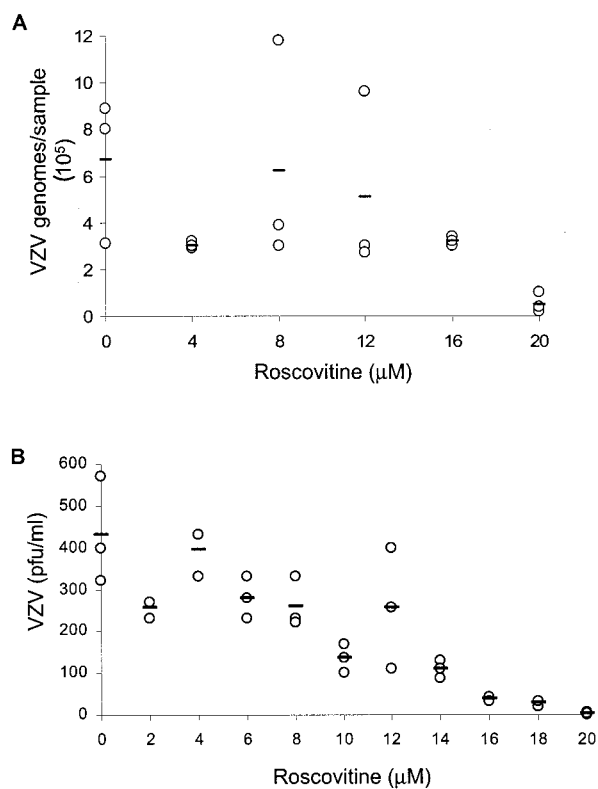 A
VZV genomes/sample
(10⁵)
12
10
8
6
4
2
0
0 4 8 12 16 20
Roscovitine (μM)
B
VZV (pfu/ml)
600
500
400
300
200
100
0
0 2 4 6 8 10 12 14 16 18 20
Roscovitine (μM)